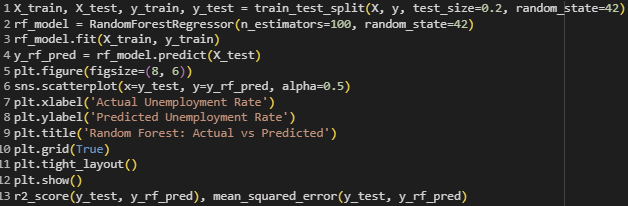 1 X_train, X_test, y_train, y_test = train_test_split(X, y, test_size=0.2, random_state=42)
2 rf_model = RandomForestRegressor(n_estimators=100, random_state=42)
3 rf_model.fit(X_train, y_train)
4 y_rf_pred = rf_model.predict(X_test)
5 plt.figure(figsize=(8, 6))
6 sns.scatterplot(x=y_test, y=y_rf_pred, alpha=0.5)
7 plt.xlabel('Actual Unemployment Rate')
8 plt.ylabel('Predicted Unemployment Rate')
9 plt.title('Random Forest: Actual vs Predicted')
10 plt.grid(True)
11 plt.tight_layout()
12 plt.show()
13 r2_score(y_test, y_rf_pred), mean_squared_error(y_test, y_rf_pred)